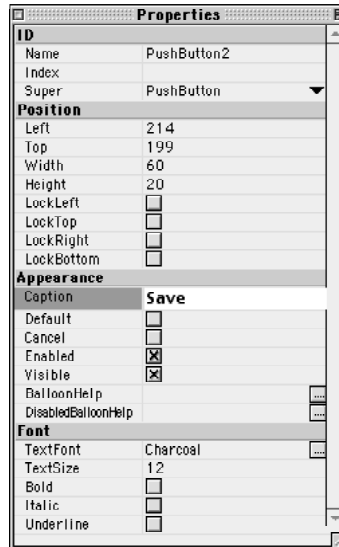 Properties
ID
Name PushButton2
Index
Super PushButton
Position
Left 214
Top 199
Width 60
Height 20
LockLeft
LockTop
LockRight
LockBottom
Appearance
Caption Save
Default
Cancel
Enabled
Visible
BalloonHelp ...
DisabledBalloonHelp ...
Font
TextFont Charcoal ...
TextSize 12
Bold
Italic
Underline